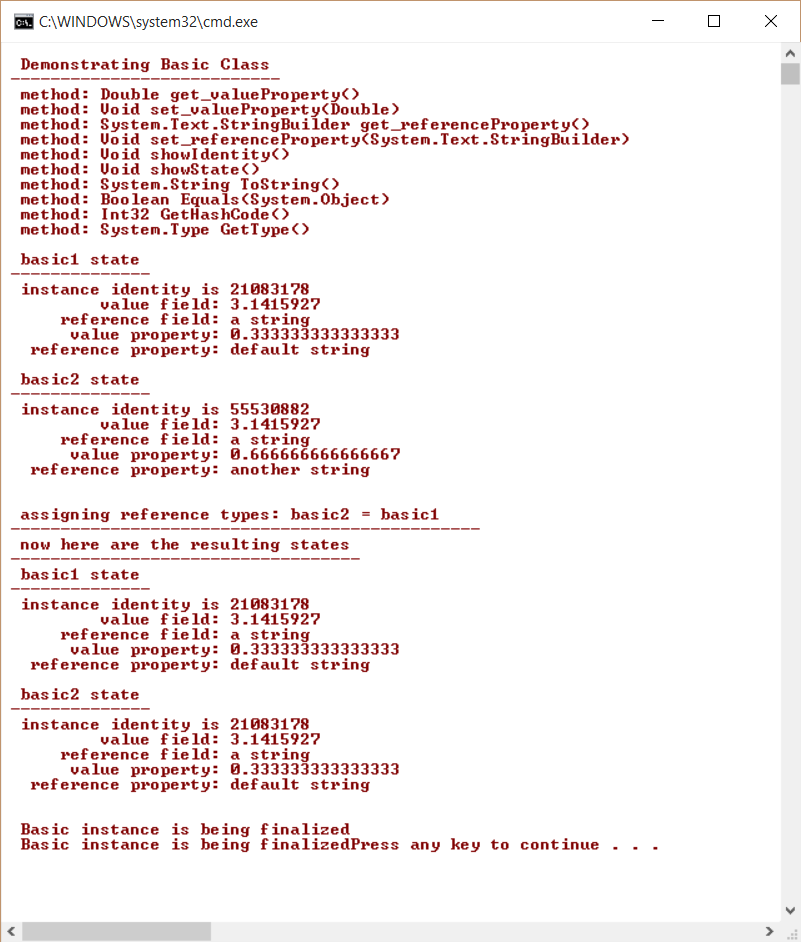 C:\WINDOWS\system32\cmd.exe
Demonstrating Basic Class
---------------------------
method: Double get_valueProperty()
method: Void set_valueProperty(Double)
method: System.Text.StringBuilder get_referenceProperty()
method: Void set_referenceProperty(System.Text.StringBuilder)
method: Void showIdentity()
method: Void showState()
method: System.String ToString()
method: Boolean Equals(System.Object)
method: Int32 GetHashCode()
method: System.Type GetType()
basic1 state
--------------
instance identity is 21083178
value field: 3.1415927
reference field: a string
value property: 0.333333333333333
reference property: default string
basic2 state
--------------
instance identity is 55530882
value field: 3.1415927
reference field: a string
value property: 0.666666666666667
reference property: another string
assigning reference types: basic2 = basic1
-----------------------------------------------
now here are the resulting states
-----------------------------------
basic1 state
--------------
instance identity is 21083178
value field: 3.1415927
reference field: a string
value property: 0.333333333333333
reference property: default string
basic2 state
--------------
instance identity is 21083178
value field: 3.1415927
reference field: a string
value property: 0.333333333333333
reference property: default string
Basic instance is being finalized
Basic instance is being finalizedPress any key to continue . . .